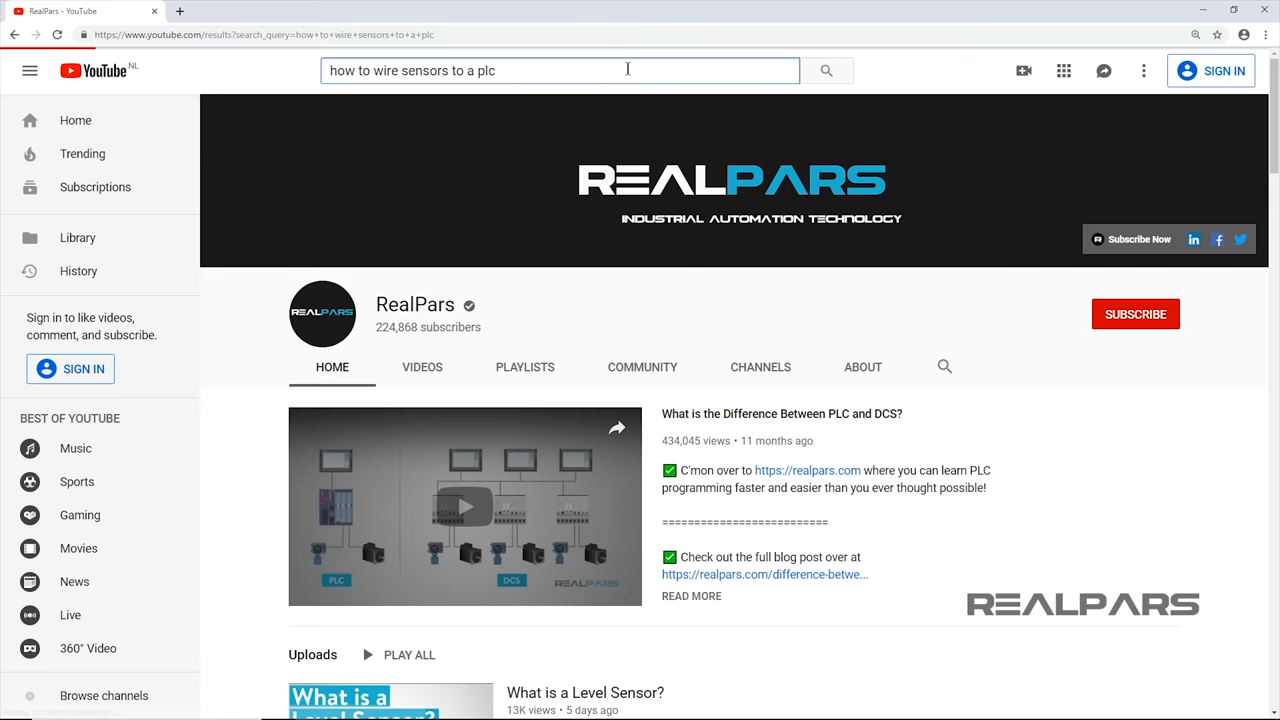 RealPars - YouTube
https://www.youtube.com/results?search_query=how+to+wire+sensors+to+a+plc
YouTube NL
how to wire sensors to a plc
SIGN IN
Home
Trending
Subscriptions
Library
History
Sign in to like videos,
comment, and subscribe.
SIGN IN
BEST OF YOUTUBE
Music
Sports
Gaming
Movies
News
Live
360° Video
Browse channels
REALPARS
INDUSTRIAL AUTOMATION TECHNOLOGY
R Subscribe Now
REALPARS
RealPars
224,868 subscribers
SUBSCRIBE
HOME VIDEOS PLAYLISTS COMMUNITY CHANNELS ABOUT
PLC
DCS
REALPARS
What is the Difference Between PLC and DCS?
434,045 views • 11 months ago
✅ C'mon over to https://realpars.com where you can learn PLC
programming faster and easier than you ever thought possible!
==========================
✅ Check out the full blog post over at
https://realpars.com/difference-betwe...
READ MORE
REALPARS
Uploads PLAY ALL
What is a
Level Sensor?
What is a Level Sensor?
13K views • 5 days ago